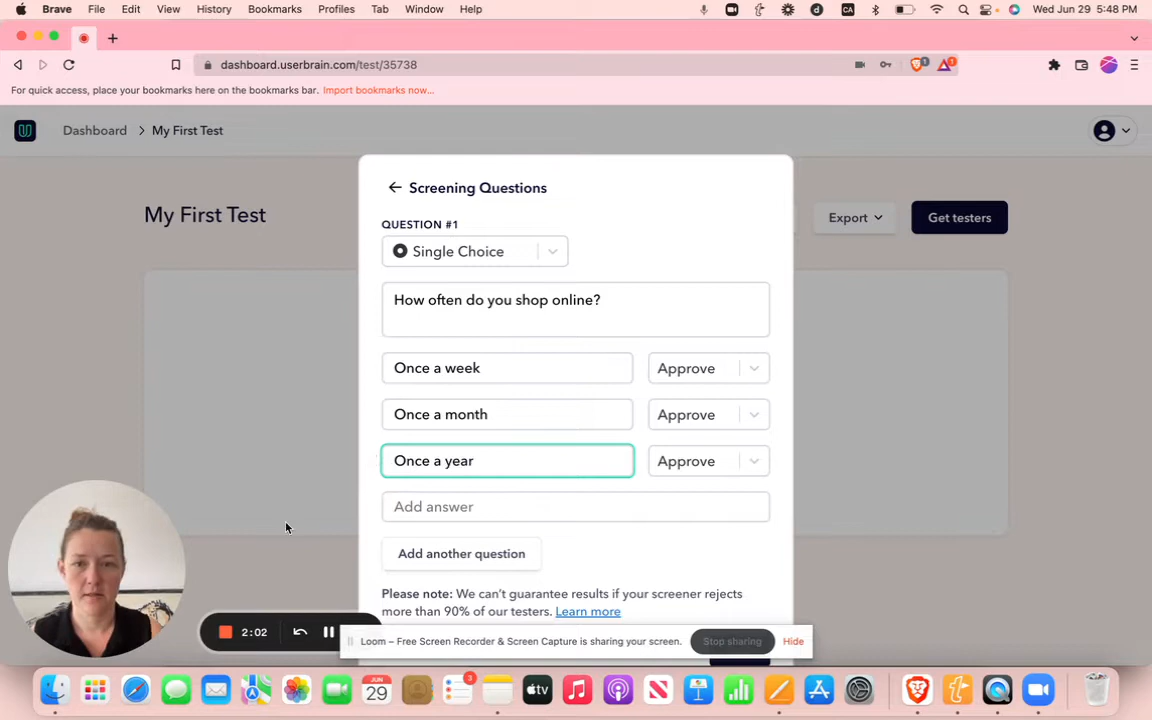 Brave File Edit View History Bookmarks Profiles Tab Window Help
CA
Wed Jun 29 5:48 PM
dashboard.userbrain.com/test/35738
For quick access, place your bookmarks here on the bookmarks bar. Import bookmarks now...
Dashboard > My First Test
My First Test
Export
Get testers
Screening Questions
QUESTION #1
Single Choice
How often do you shop online?
Once a week
Approve
Once a month
Approve
Once a year
Approve
Add answer
Add another question
Please note: We can't guarantee results if your screener rejects
more than 90% of our testers. Learn more
2:02
Loom – Free Screen Recorder & Screen Capture is sharing your screen.
Stop sharing
Hide
JUN
29
3
tv